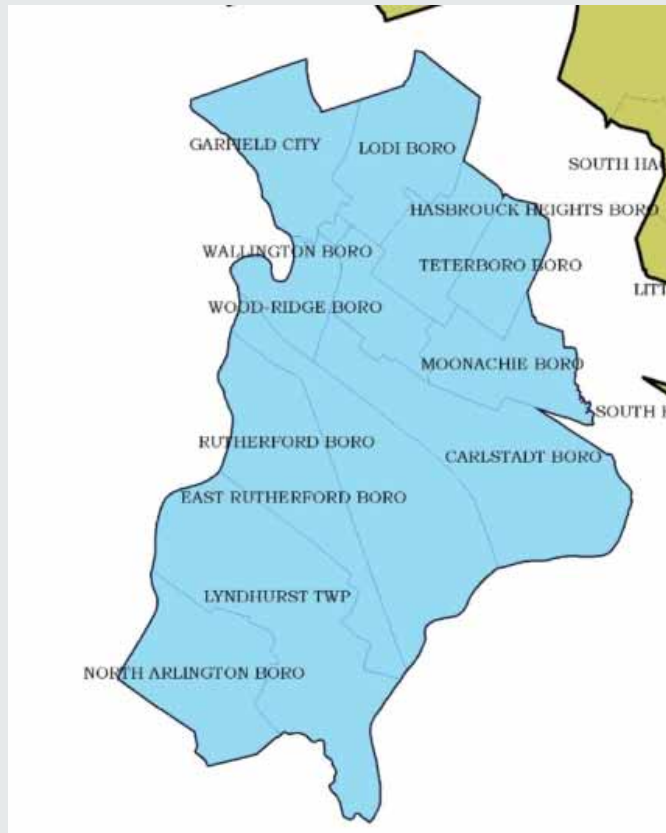 GARFIELD CITY
LODI BORO
SOUTH HA
HASBROUCK HEIGHTS BORO
WALLINGTON BORO
TETERBORO BORO
LITT
WOOD-RIDGE BORO
MOONACHIE BORO
SOUTH H
RUTHERFORD BORO
CARLSTADT BORO
EAST RUTHERFORD BORO
LYNDHURST TWP
NORTH ARLINGTON BORO